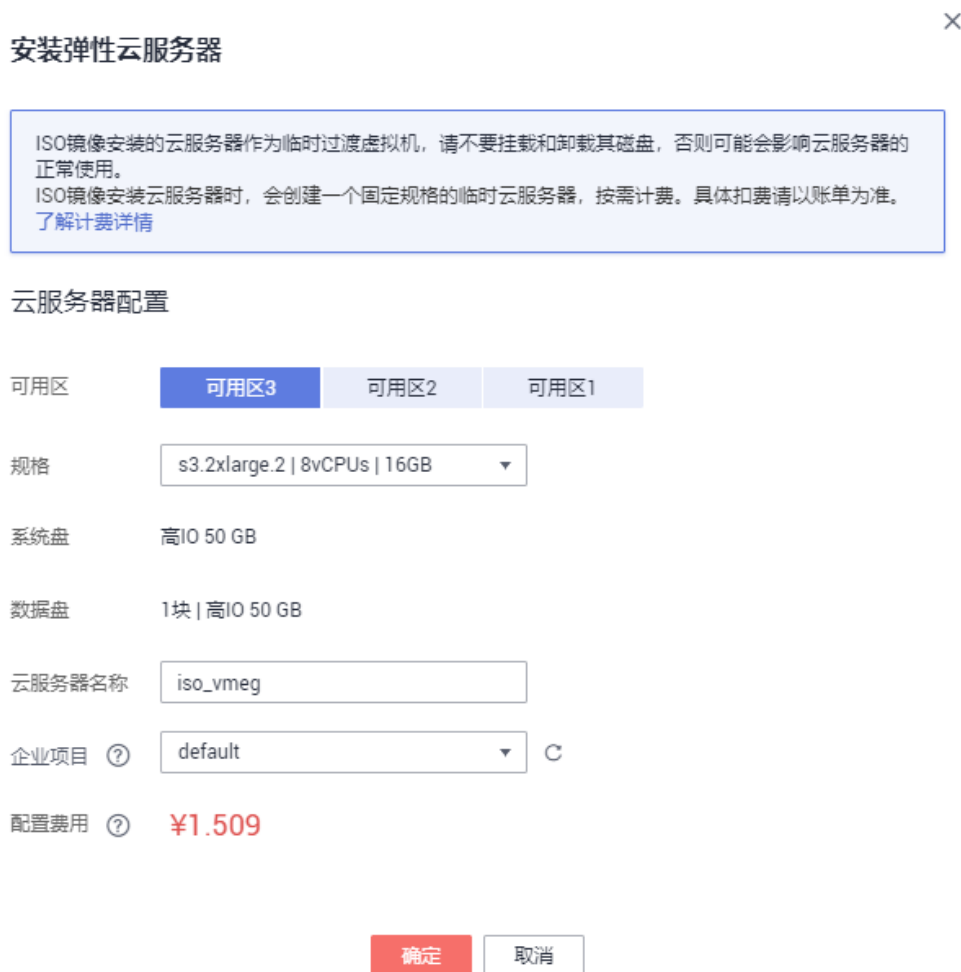 安装弹性云服务器
ISO镜像安装的云服务器作为临时过渡虚拟机，请不要挂载和卸载其磁盘，否则可能会影响云服务器的
正常使用。
ISO镜像安装云服务器时，会创建一个固定规格的临时云服务器，按需计费。具体扣费请以账单为准。
了解计费详情
云服务器配置
可用区 可用区3 可用区2 可用区1
规格 s3.2xlarge.2 | 8vCPUs | 16GB
系统盘 高IO 50 GB
数据盘 1块 | 高IO 50 GB
云服务器名称 iso_vmeg
企业项目 ? default
配置费用 ? ¥1.509
确定 取消